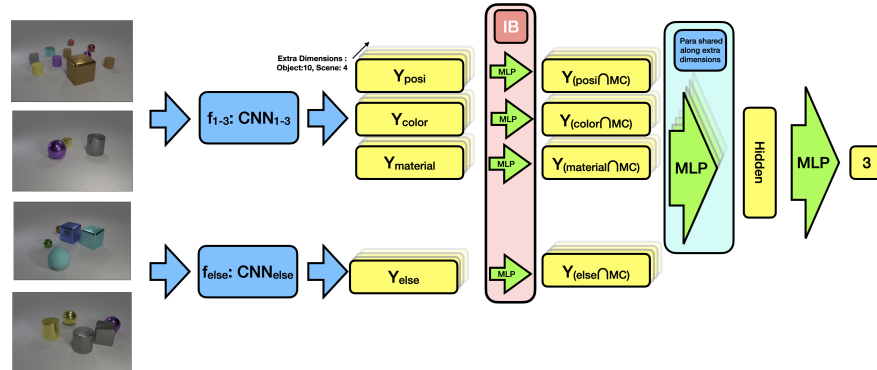 IB
Para shared
along extra
dimensions
Extra Dimensions :
Object:10, Scene: 4
Yposi
MLP
Y(posi∩MC)
f1-3: CNN1-3
Ycolor
MLP
Y(color∩MC)
Ymaterial
MLP
Y(material∩MC)
MLP
Hidden
MLP
3
felse: CNNelse
Yelse
MLP
Y(else∩MC)